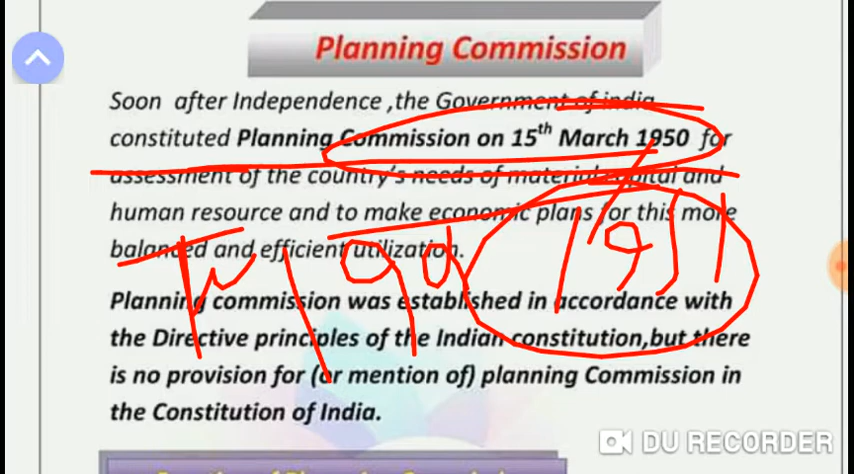 Planning Commission
Soon after Independence ,the Government of india
constituted Planning Commission on 15th March 1950 for
assessment of the country's needs of material capital and
human resource and to make economic plans for this more
balanced and efficient utilization.
1951
Planning commission was established in accordance with
the Directive principles of the Indian constitution,but there
is no provision for (or mention of) planning Commission in
the Constitution of India.
DU RECORDER